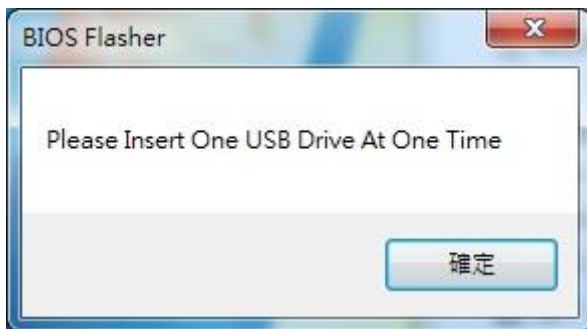 BIOS Flasher
Please Insert One USB Drive At One Time
確定